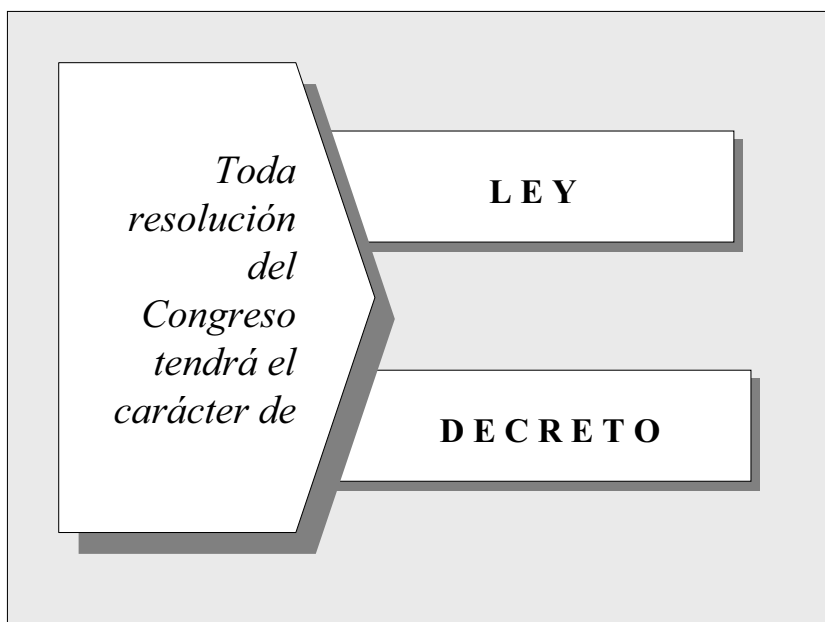 Toda
resolución
del
Congreso
tendrá el
carácter de
L E Y
D E C R E T O